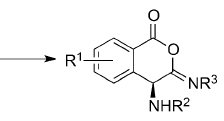 O
R¹ O
NR³
NHR²